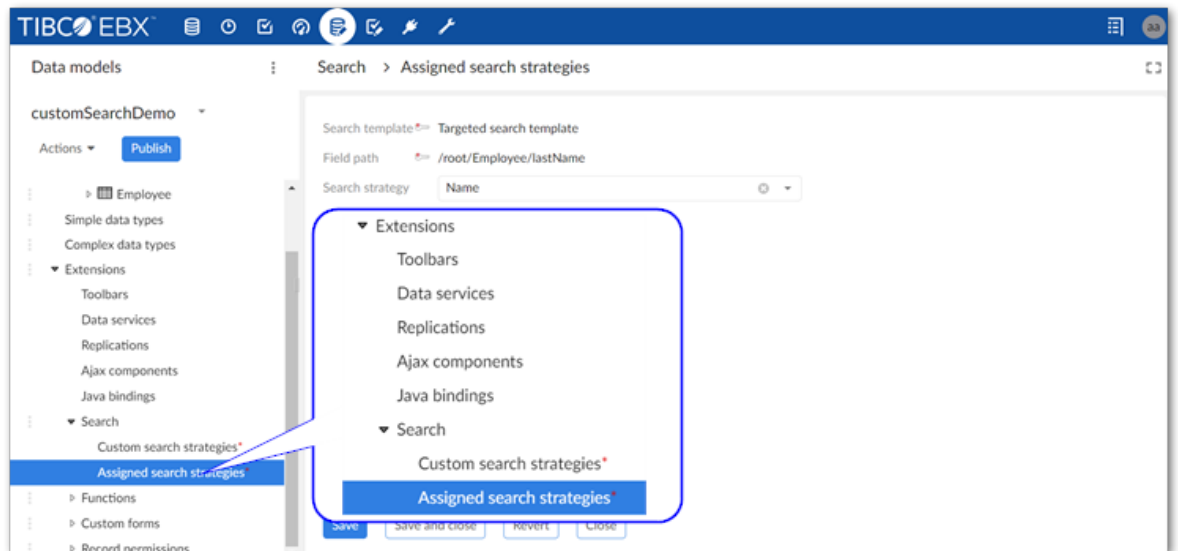 TIBCO EBX aa
Data models
Search > Assigned search strategies
customSearchDemo
Actions Publish
Employee
Simple data types
Complex data types
Extensions
Toolbars
Data services
Replications
Ajax components
Java bindings
Search
Custom search strategies*
Assigned search strategies*
Functions
Custom forms
Record permissions
Search template Targeted search template
Field path /root/Employee/lastName
Search strategy Name
Extensions
Toolbars
Data services
Replications
Ajax components
Java bindings
Search
Custom search strategies*
Assigned search strategies*
Save Save and close Revert Close